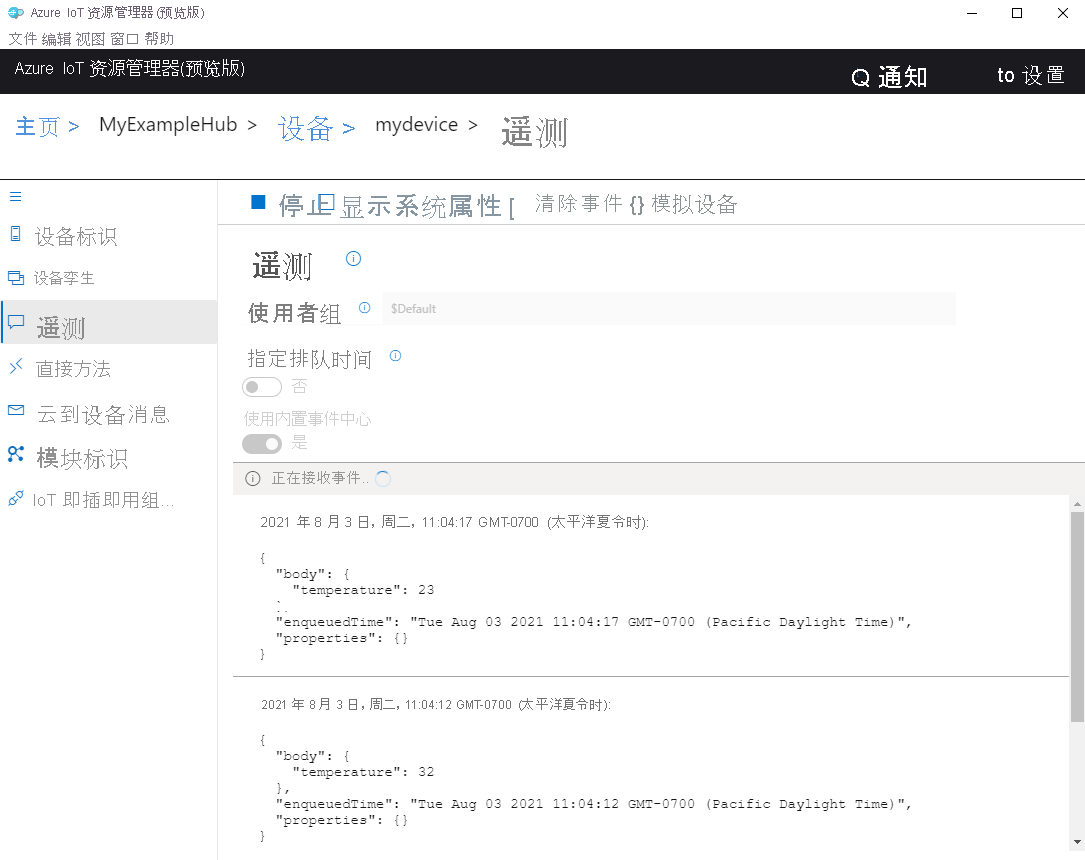 Azure IoT 资源管理器 (预览版)
文件 编辑 视图 窗口 帮助
Azure IoT 资源管理器(预览版)
通知
to 设置
主页 > MyExampleHub > 设备 > mydevice > 遥测
停止 显示系统属性 [ 清除事件 {} 模拟设备
设备标识
设备孪生
遥测
直接方法
云到设备消息
模块标识
IoT 即插即用组...
遥测
使用者组 $Default
指定排队时间
否
使用内置事件中心
是
正在接收事件..
2021 年 8 月 3 日, 周二, 11:04:17 GMT-0700 (太平洋夏令时):
{
"body": {
"temperature": 23
"enqueuedTime": "Tue Aug 03 2021 11:04:17 GMT-0700 (Pacific Daylight Time)",
"properties": {}
}
2021 年 8 月 3 日, 周二, 11:04:12 GMT-0700 (太平洋夏令时):
{
"body": {
"temperature": 32
},
"enqueuedTime": "Tue Aug 03 2021 11:04:12 GMT-0700 (Pacific Daylight Time)",
"properties": {}
}